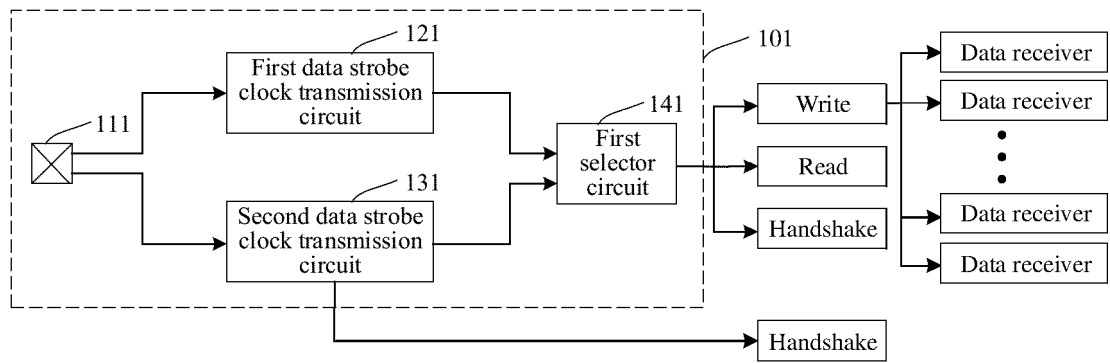 121
101
First data strobe
clock transmission
circuit
111
141
First
selector
circuit
131
Second data strobe
clock transmission
circuit
Write
Read
Handshake
Handshake
Data receiver
Data receiver
Data receiver
Data receiver